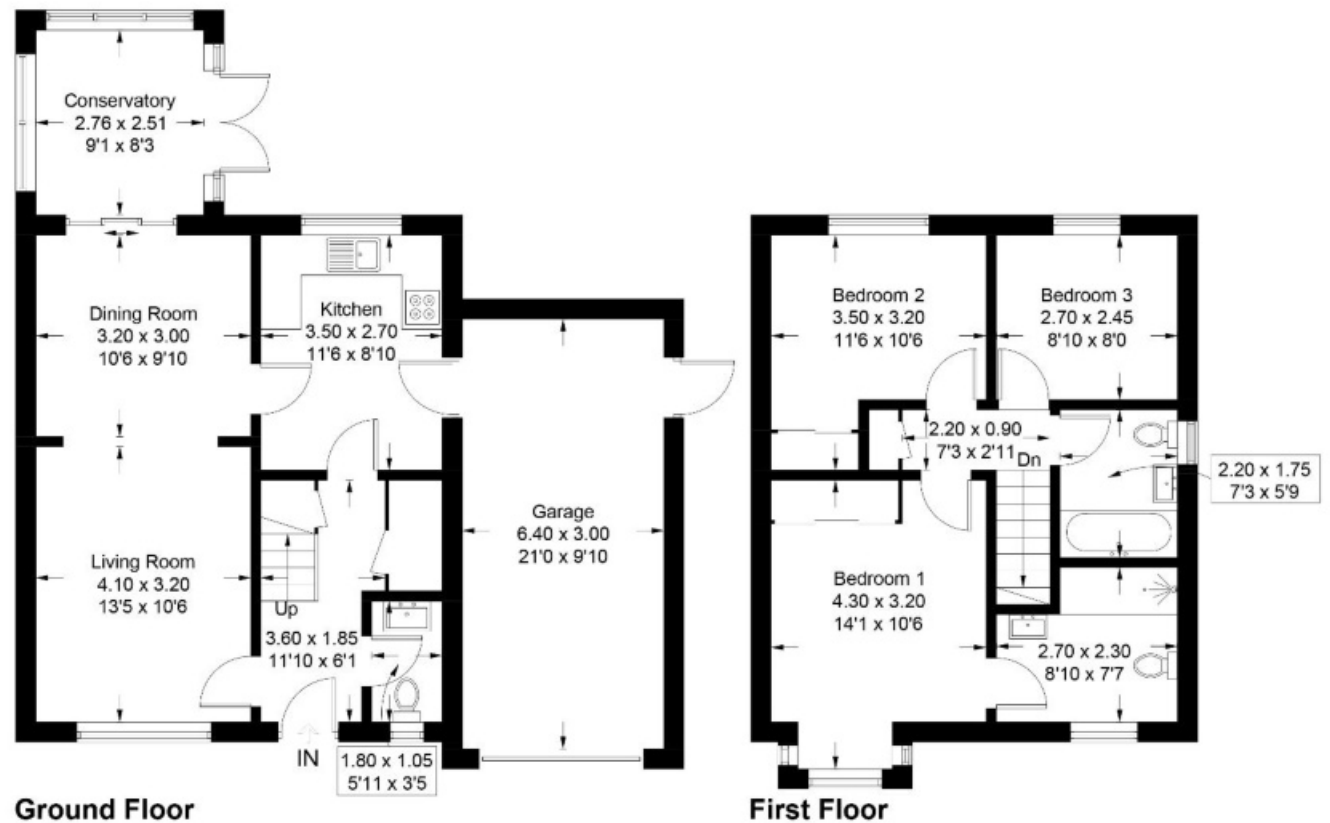 Conservatory
2.76 x 2.51
9'1 x 8'3
Dining Room
3.20 x 3.00
10'6 x 9'10
Kitchen
3.50 x 2.70
11'6 x 8'10
Living Room
4.10 x 3.20
13'5 x 10'6
Up
3.60 x 1.85
11'10 x 6'1
IN
1.80 x 1.05
5'11 x 3'5
Garage
6.40 x 3.00
21'0 x 9'10
Ground Floor
Bedroom 2
3.50 x 3.20
11'6 x 10'6
Bedroom 3
2.70 x 2.45
8'10 x 8'0
2.20 x 0.90
7'3 x 2'11
Dn
2.20 x 1.75
7'3 x 5'9
Bedroom 1
4.30 x 3.20
14'1 x 10'6
2.70 x 2.30
8'10 x 7'7
First Floor